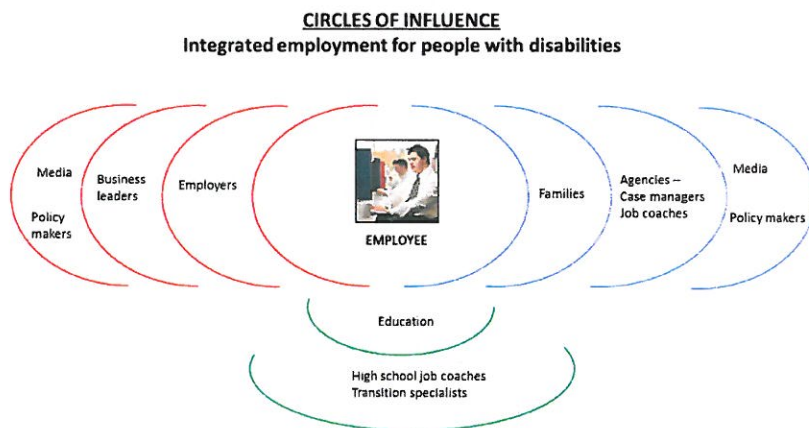 CIRCLES OF INFLUENCE
Integrated employment for people with disabilities
Media
Policy
makers
Business
leaders
Employers
EMPLOYEE
Families
Agencies –
Case managers
Job coaches
Media
Policy makers
Education
High school job coaches
Transition specialists